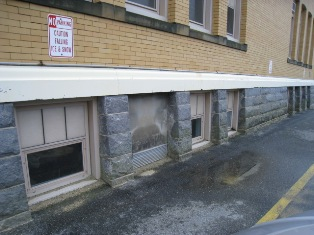 NO
PARKING
CAUTION
FALLING
ICE & SNOW